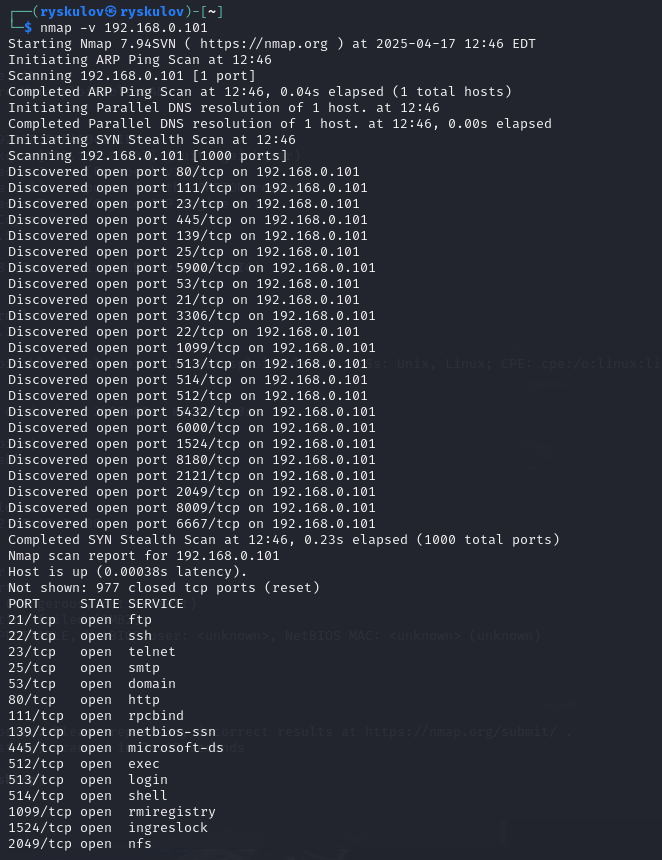 ┌──(ryskulov㉿ryskulov)-[~]
└─$ nmap -v 192.168.0.101
Starting Nmap 7.94SVN ( https://nmap.org ) at 2025-04-17 12:46 EDT
Initiating ARP Ping Scan at 12:46
Scanning 192.168.0.101 [1 port]
Completed ARP Ping Scan at 12:46, 0.04s elapsed (1 total hosts)
Initiating Parallel DNS resolution of 1 host. at 12:46
Completed Parallel DNS resolution of 1 host. at 12:46, 0.00s elapsed
Initiating SYN Stealth Scan at 12:46
Scanning 192.168.0.101 [1000 ports]
Discovered open port 80/tcp on 192.168.0.101
Discovered open port 111/tcp on 192.168.0.101
Discovered open port 23/tcp on 192.168.0.101
Discovered open port 445/tcp on 192.168.0.101
Discovered open port 139/tcp on 192.168.0.101
Discovered open port 25/tcp on 192.168.0.101
Discovered open port 5900/tcp on 192.168.0.101
Discovered open port 53/tcp on 192.168.0.101
Discovered open port 21/tcp on 192.168.0.101
Discovered open port 3306/tcp on 192.168.0.101
Discovered open port 22/tcp on 192.168.0.101
Discovered open port 1099/tcp on 192.168.0.101
Discovered open port 513/tcp on 192.168.0.101 s: Unix, Linux; CPE: cpe:/o:linux:li
Discovered open port 514/tcp on 192.168.0.101
Discovered open port 512/tcp on 192.168.0.101
Discovered open port 5432/tcp on 192.168.0.101
Discovered open port 6000/tcp on 192.168.0.101
Discovered open port 1524/tcp on 192.168.0.101
Discovered open port 8180/tcp on 192.168.0.101
Discovered open port 2121/tcp on 192.168.0.101
Discovered open port 2049/tcp on 192.168.0.101
Discovered open port 8009/tcp on 192.168.0.101
Discovered open port 6667/tcp on 192.168.0.101
Completed SYN Stealth Scan at 12:46, 0.23s elapsed (1000 total ports)
Nmap scan report for 192.168.0.101
Host is up (0.00038s latency).
Not shown: 977 closed tcp ports (reset)
PORT     STATE SERVICE
21/tcp   open  ftp
22/tcp   open  ssh user: <unknown>, NetBIOS MAC: <unknown> (unknown)
23/tcp   open  telnet
25/tcp   open  smtp
53/tcp   open  domain
80/tcp   open  http
111/tcp  open  rpcbind
139/tcp  open  netbios-ssn correct results at https://nmap.org/submit/ .
445/tcp  open  microsoft-ds
512/tcp  open  exec
513/tcp  open  login
514/tcp  open  shell
1099/tcp open  rmiregistry
1524/tcp open  ingreslock
2049/tcp open  nfs